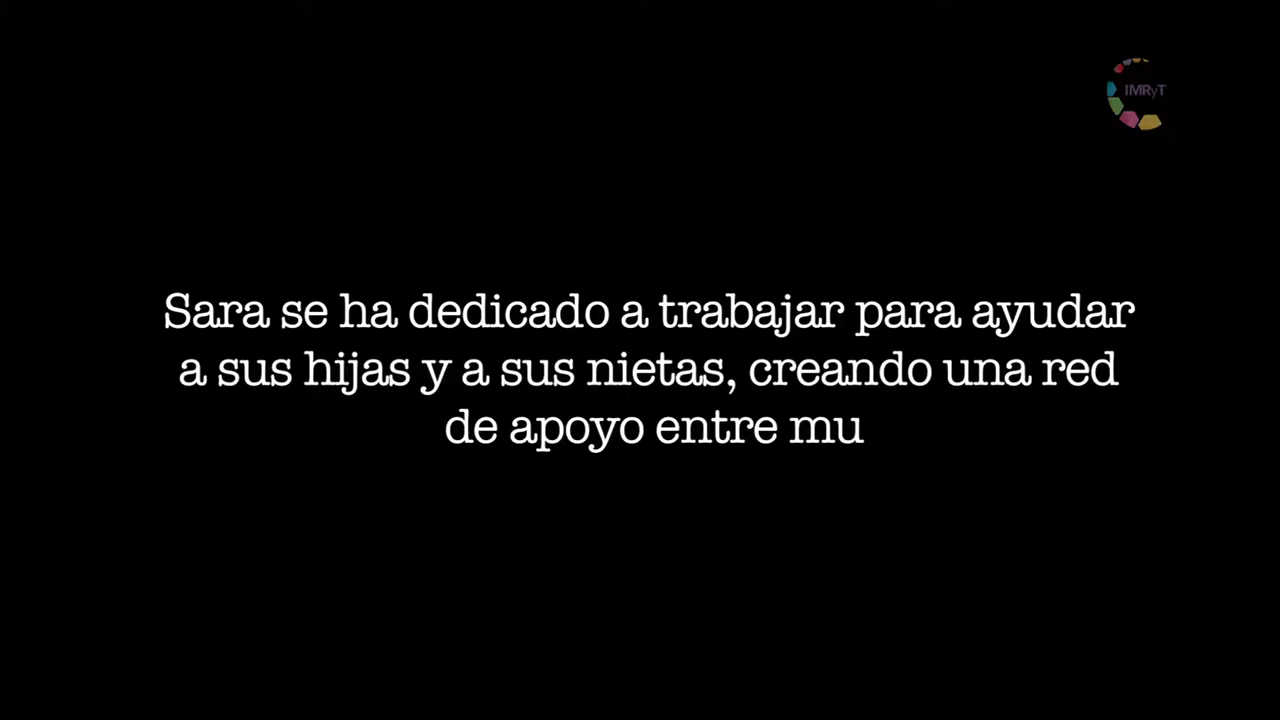 IMRyT
Sara se ha dedicado a trabajar para ayudar
a sus hijas y a sus nietas, creando una red
de apoyo entre mu